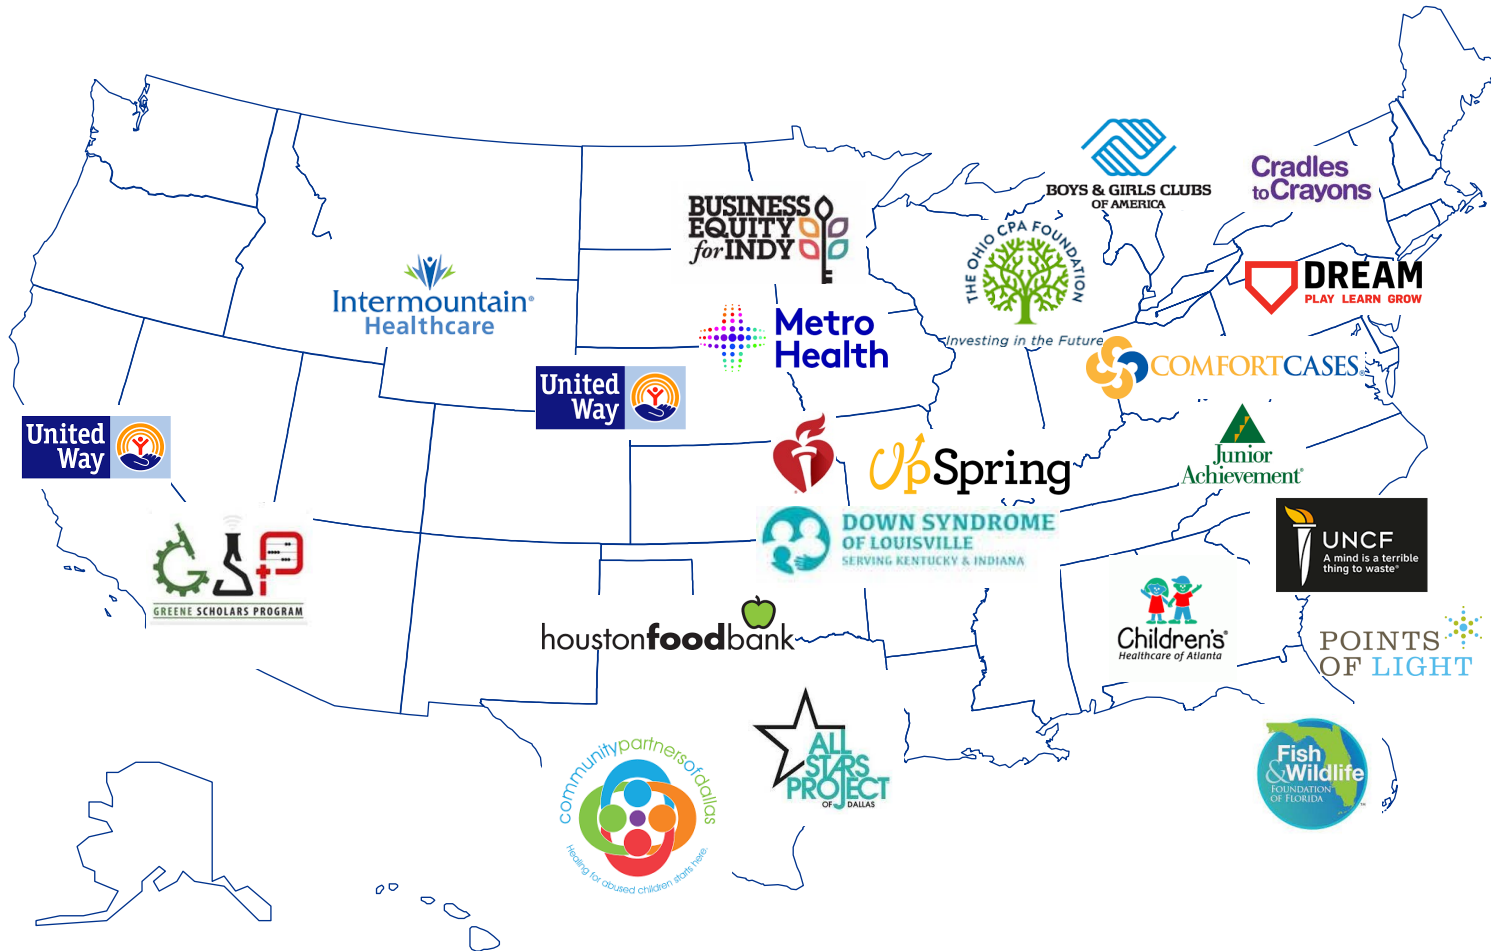 BOYS & GIRLS CLUBS
OF AMERICA
Cradles
to Crayons
BUSINESS
EQUITY
for INDY
THE OHIO CPA FOUNDATION
Investing in the Future
DREAM
PLAY LEARN GROW
Intermountain®
Healthcare
Metro
Health
COMFORTCASES®
United
Way
United
Way
UpSpring
Junior
Achievement®
DOWN SYNDROME
OF LOUISVILLE
SERVING KENTUCKY & INDIANA
UNCF
A mind is a terrible
thing to waste®
GREENE SCHOLARS PROGRAM
houstonfoodbank
Children's®
Healthcare of Atlanta
POINTS
OF LIGHT
ALL
STARS
PROJECT
OF DALLAS
Fish
&Wildlife
FOUNDATION
OF FLORIDA
communitypartnersofdallas
Healing for abused children starts here.